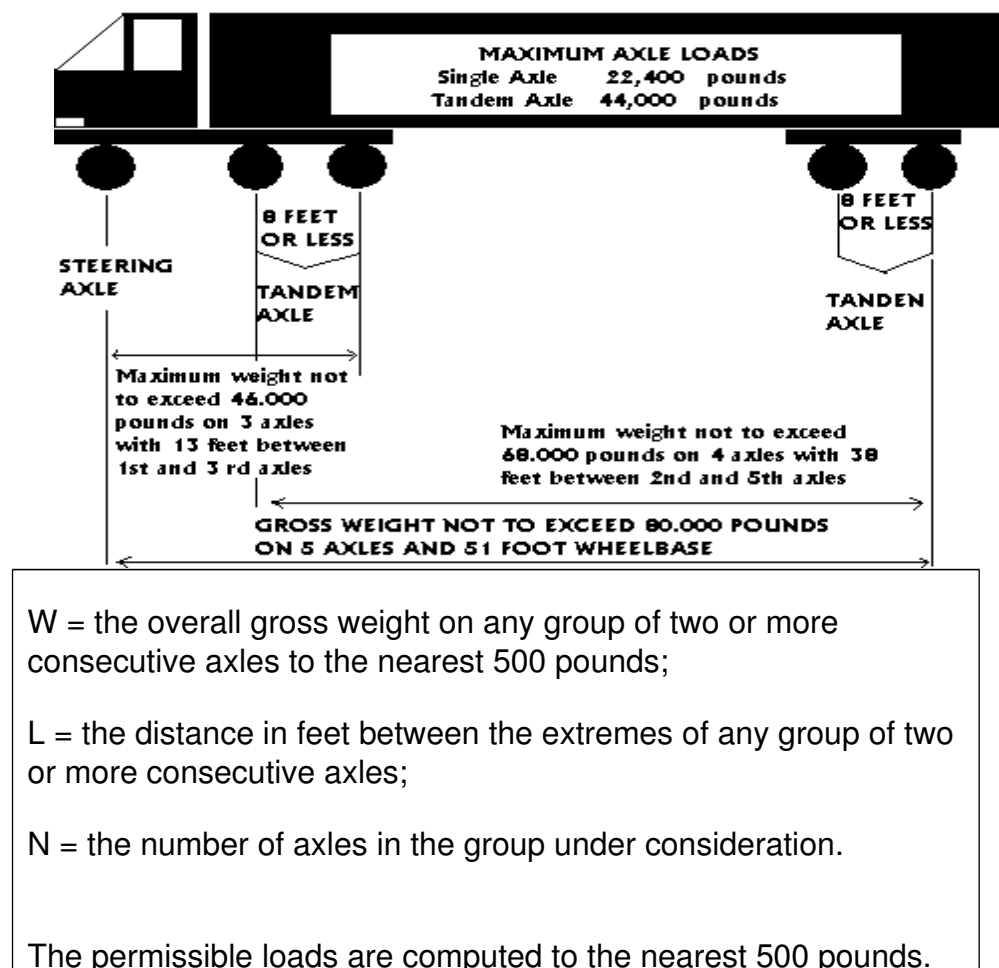 MAXIMUM AXLE LOADS
Single Axle 22,400 pounds
Tandem Axle 44,000 pounds
8 FEET
OR LESS
8 FEET
OR LESS
STEERING
AXLE
TANDEM
AXLE
TANDEN
AXLE
Maximum weight not
to exceed 46.000
pounds on 3 axles
with 13 feet between
1st and 3 rd axles
Maximum weight not to exceed
68.000 pounds on 4 axles with 38
feet between 2nd and 5th axles
GROSS WEIGHT NOT TO EXCEED 80.000 POUNDS
ON 5 AXLES AND 51 FOOT WHEELBASE
W = the overall gross weight on any group of two or more
consecutive axles to the nearest 500 pounds;
L = the distance in feet between the extremes of any group of two
or more consecutive axles;
N = the number of axles in the group under consideration.
The permissible loads are computed to the nearest 500 pounds.